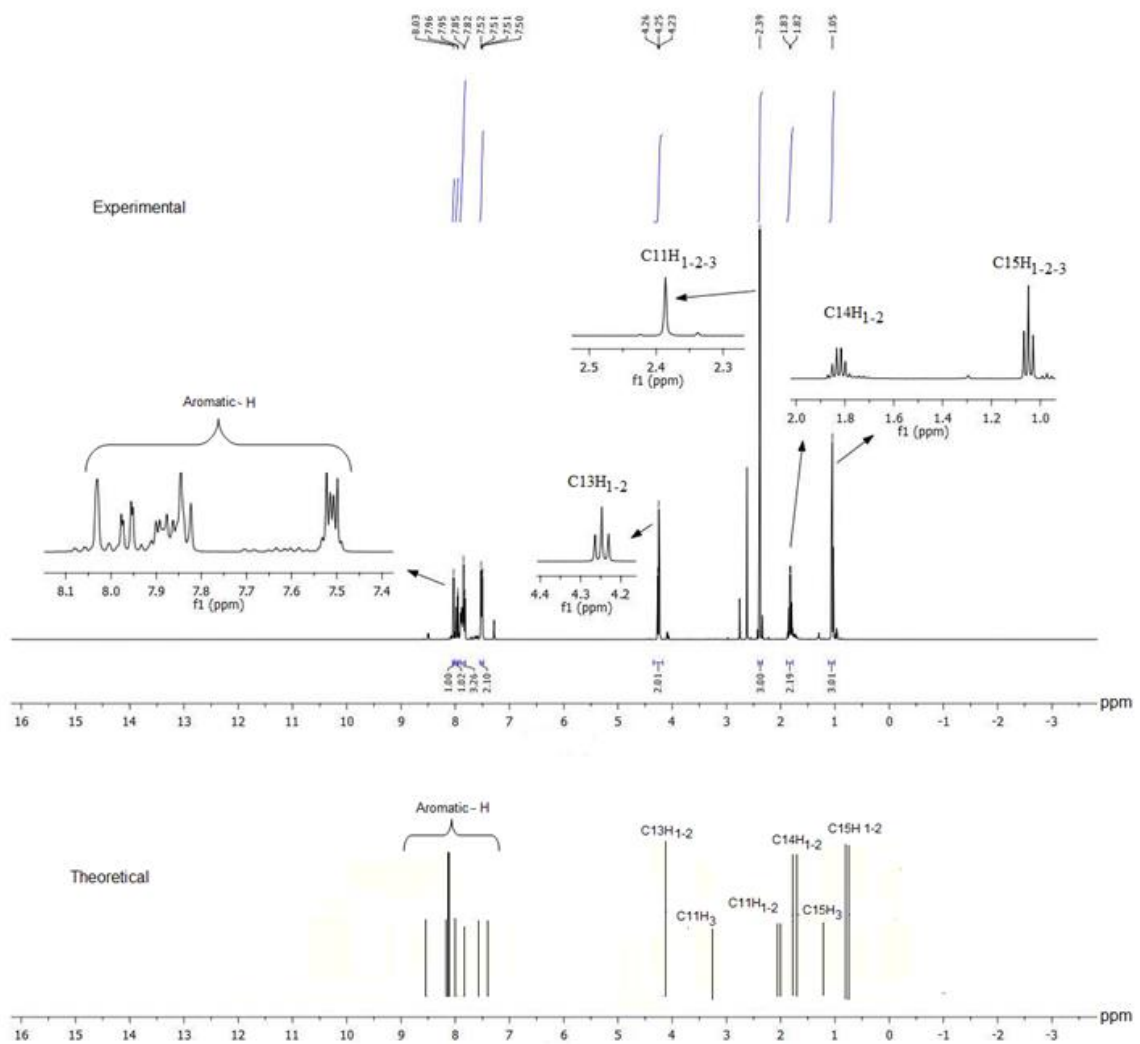 8.03 7.96 7.95 7.85 7.82 7.52 7.51 7.51 7.50 4.26 4.25 4.23 2.39 1.83 1.82 1.05
Experimental
C11H1-2-3
2.5 2.4 2.3
f1 (ppm)
C14H1-2
C15H1-2-3
2.0 1.8 1.6 1.4 1.2 1.0
f1 (ppm)
Aromatic- H
8.1 8.0 7.9 7.8 7.7 7.6 7.5 7.4
f1 (ppm)
C13H1-2
4.4 4.3 4.2
f1 (ppm)
1.00 1.02 3.26 2.10 2.01 3.00 2.19 3.01
16 15 14 13 12 11 10 9 8 7 6 5 4 3 2 1 0 -1 -2 -3 ppm
Theoretical
Aromatic- H
C13H1-2
C11H3
C11H1-2
C14H1-2
C15H3
C15H 1-2
16 15 14 13 12 11 10 9 8 7 6 5 4 3 2 1 0 -1 -2 -3 ppm